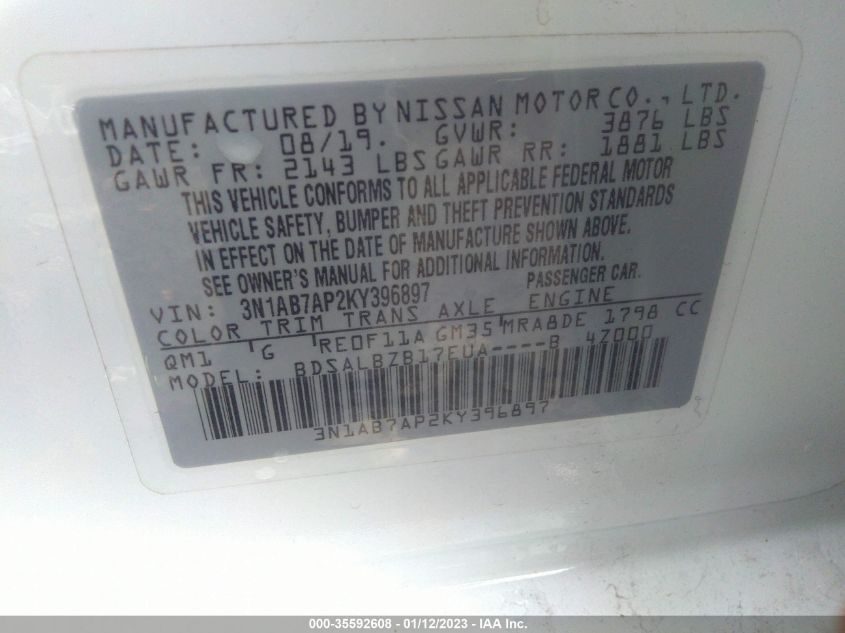 MANUFACTURED BY NISSAN MOTOR CO., LTD.
DATE: 08/19. GVWR: 3876 LBS
GAWR FR: 2143 LBS GAWR RR: 1881 LBS
THIS VEHICLE CONFORMS TO ALL APPLICABLE FEDERAL MOTOR
VEHICLE SAFETY, BUMPER AND THEFT PREVENTION STANDARDS
IN EFFECT ON THE DATE OF MANUFACTURE SHOWN ABOVE.
SEE OWNER'S MANUAL FOR ADDITIONAL INFORMATION.
VIN: 3N1AB7AP2KY396897 PASSENGER CAR.
COLOR TRIM TRANS AXLE ENGINE
QM1 G RE0F11A GM35 MRA8DE 1798 CC
MODEL: BDSALBZB17EUA----B 4Z000
3N1AB7AP2KY396897
000-35592608 - 01/12/2023 - IAA Inc.